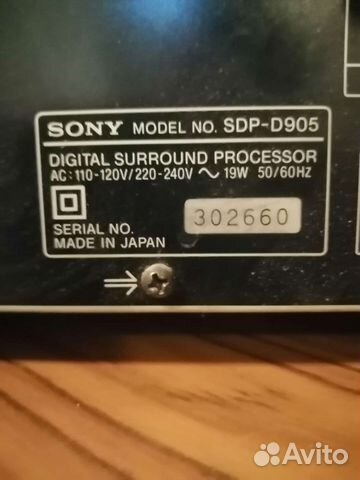 SONY MODEL NO. SDP-D905
DIGITAL SURROUND PROCESSOR
AC: 110-120V/220-240V ~ 19W 50/60Hz
SERIAL NO. 302660
MADE IN JAPAN
Avito